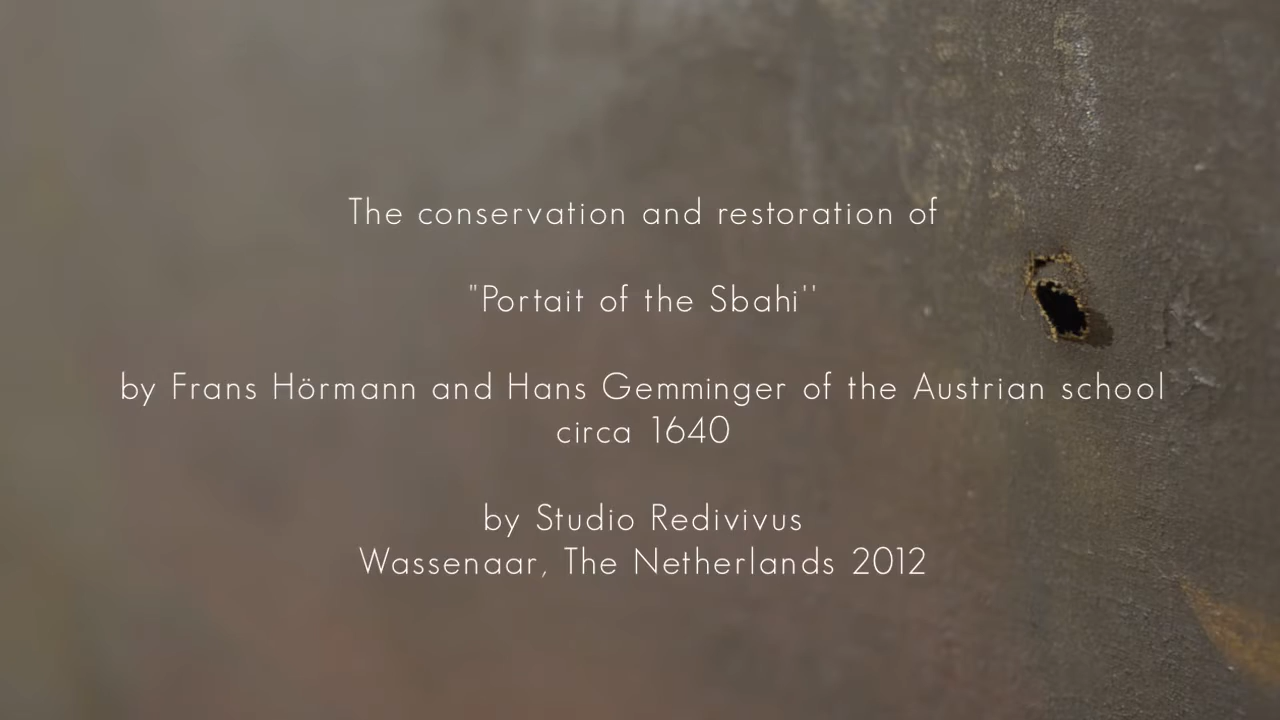 The conservation and restoration of
"Portait of the Sbahi''
by Frans Hörmann and Hans Gemminger of the Austrian school
circa 1640
by Studio Redivivus
Wassenaar, The Netherlands 2012